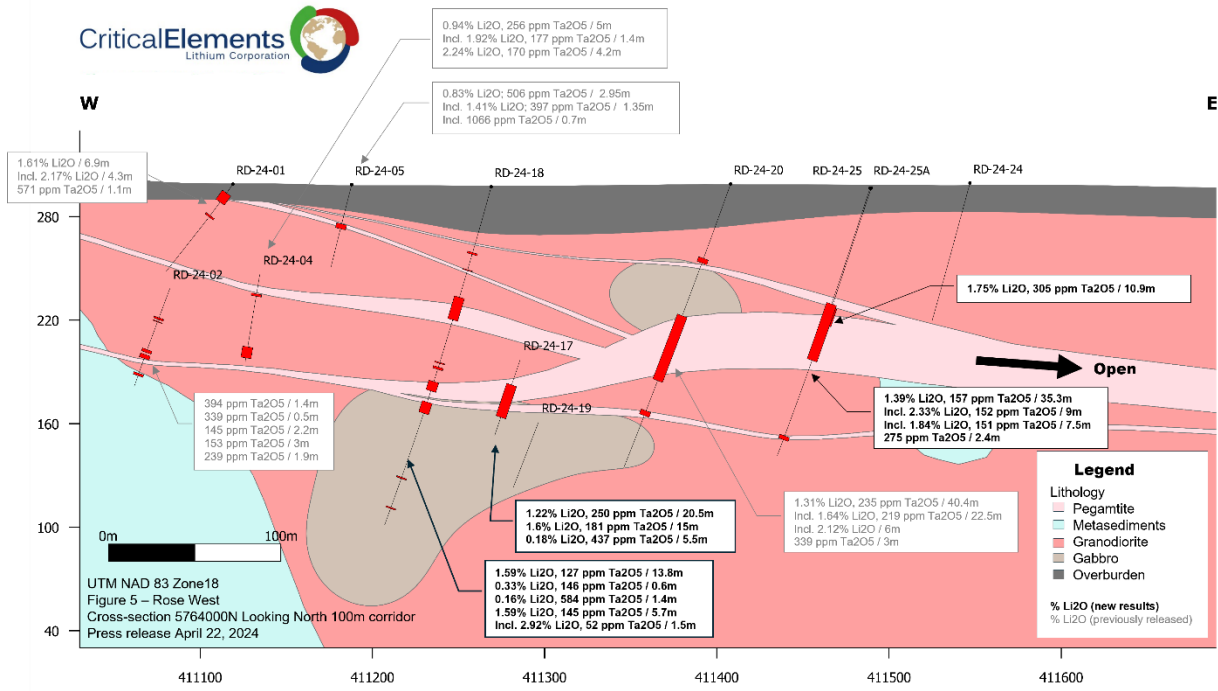 CriticalElements
Lithium Corporation
0.94% Li2O, 256 ppm Ta2O5 / 5m
Incl. 1.92% Li2O, 177 ppm Ta2O5 / 1.4m
2.24% Li2O, 170 ppm Ta2O5 / 4.2m
0.83% Li2O; 506 ppm Ta2O5 / 2.95m
Incl. 1.41% Li2O; 397 ppm Ta2O5 / 1.35m
Incl. 1066 ppm Ta2O5 / 0.7m
W
E
1.61% Li2O / 6.9m
Incl. 2.17% Li2O / 4.3m
571 ppm Ta2O5 / 1.1m
RD-24-01
RD-24-05
RD-24-18
RD-24-20
RD-24-25
RD-24-25A
RD-24-24
280
RD-24-02
RD-24-04
1.75% Li2O, 305 ppm Ta2O5 / 10.9m
220
RD-24-17
Open
394 ppm Ta2O5 / 1.4m
339 ppm Ta2O5 / 0.5m
145 ppm Ta2O5 / 2.2m
153 ppm Ta2O5 / 3m
239 ppm Ta2O5 / 1.9m
RD-24-19
1.39% Li2O, 157 ppm Ta2O5 / 35.3m
Incl. 2.33% Li2O, 152 ppm Ta2O5 / 9m
Incl. 1.84% Li2O, 151 ppm Ta2O5 / 7.5m
275 ppm Ta2O5 / 2.4m
160
1.22% Li2O, 250 ppm Ta2O5 / 20.5m
1.6% Li2O, 181 ppm Ta2O5 / 15m
0.18% Li2O, 437 ppm Ta2O5 / 5.5m
1.31% Li2O, 235 ppm Ta2O5 / 40.4m
Incl. 1.64% Li2O, 219 ppm Ta2O5 / 22.5m
Incl. 2.12% Li2O / 6m
339 ppm Ta2O5 / 3m
100
0m
100m
1.59% Li2O, 127 ppm Ta2O5 / 13.8m
0.33% Li2O, 146 ppm Ta2O5 / 0.6m
0.16% Li2O, 584 ppm Ta2O5 / 1.4m
1.59% Li2O, 145 ppm Ta2O5 / 5.7m
Incl. 2.92% Li2O, 52 ppm Ta2O5 / 1.5m
UTM NAD 83 Zone18
Figure 5 – Rose West
Cross-section 5764000N Looking North 100m corridor
Press release April 22, 2024
40
Legend
Lithology
Pegamtite
Metasediments
Granodiorite
Gabbro
Overburden
% Li2O (new results)
% Li2O (previously released)
411100
411200
411300
411400
411500
411600